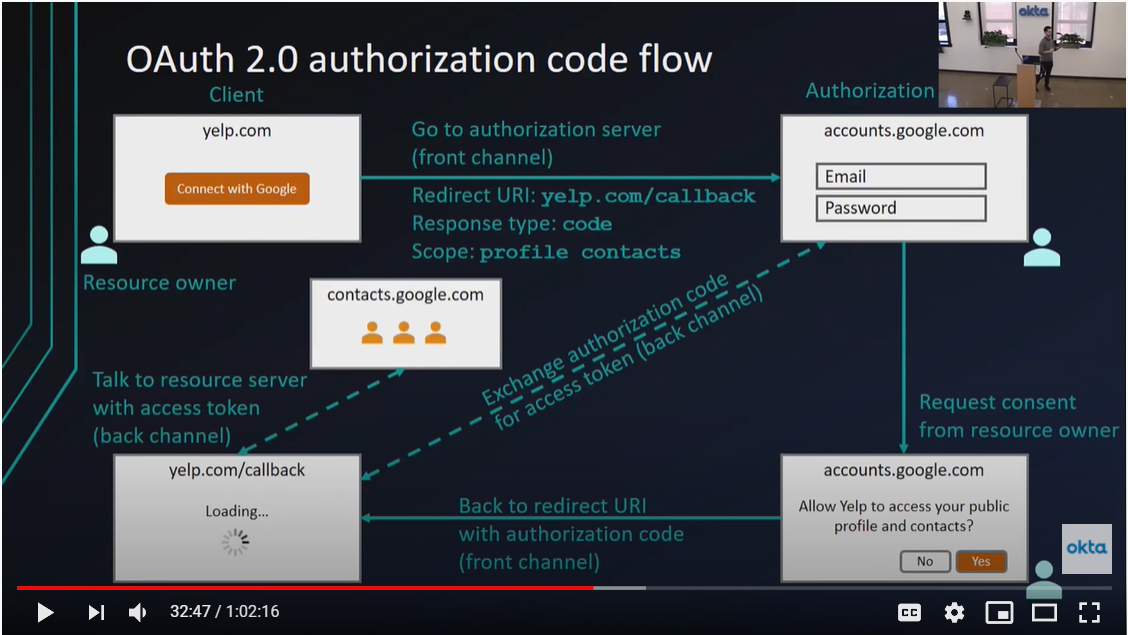 okta
OAuth 2.0 authorization code flow
Client
Authorization
yelp.com
Connect with Google
Go to authorization server
(front channel)
Redirect URI: yelp.com/callback
Response type: code
Scope: profile contacts
accounts.google.com
Email
Password
Resource owner
contacts.google.com
Exchange authorization code
for access token (back channel)
Talk to resource server
with access token
(back channel)
Request consent
from resource owner
yelp.com/callback
Loading...
Back to redirect URI
with authorization code
(front channel)
accounts.google.com
Allow Yelp to access your public
profile and contacts?
No
Yes
okta
32:47 / 1:02:16
CC